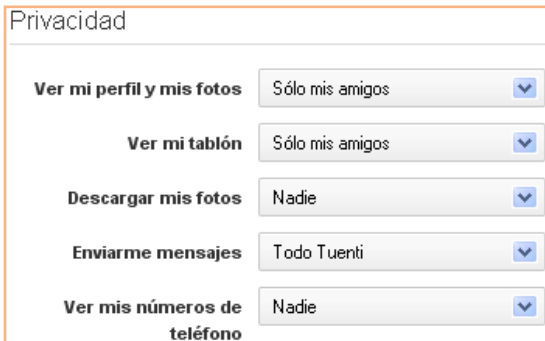 Privacidad
Ver mi perfil y mis fotos Sólo mis amigos
Ver mi tablón Sólo mis amigos
Descargar mis fotos Nadie
Enviarme mensajes Todo Tuenti
Ver mis números de Nadie
teléfono